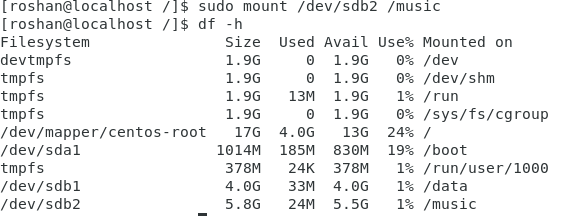 [roshan@localhost /]$ sudo mount /dev/sdb2 /music
[roshan@localhost /]$ df -h
Filesystem               Size  Used Avail Use% Mounted on
devtmpfs                 1.9G     0  1.9G   0% /dev
tmpfs                    1.9G     0  1.9G   0% /dev/shm
tmpfs                    1.9G   13M  1.9G   1% /run
tmpfs                    1.9G     0  1.9G   0% /sys/fs/cgroup
/dev/mapper/centos-root   17G  4.0G   13G  24% /
/dev/sda1               1014M  185M  830M  19% /boot
tmpfs                    378M   24K  378M   1% /run/user/1000
/dev/sdb1                4.0G   33M  4.0G   1% /data
/dev/sdb2                5.8G   24M  5.5G   1% /music